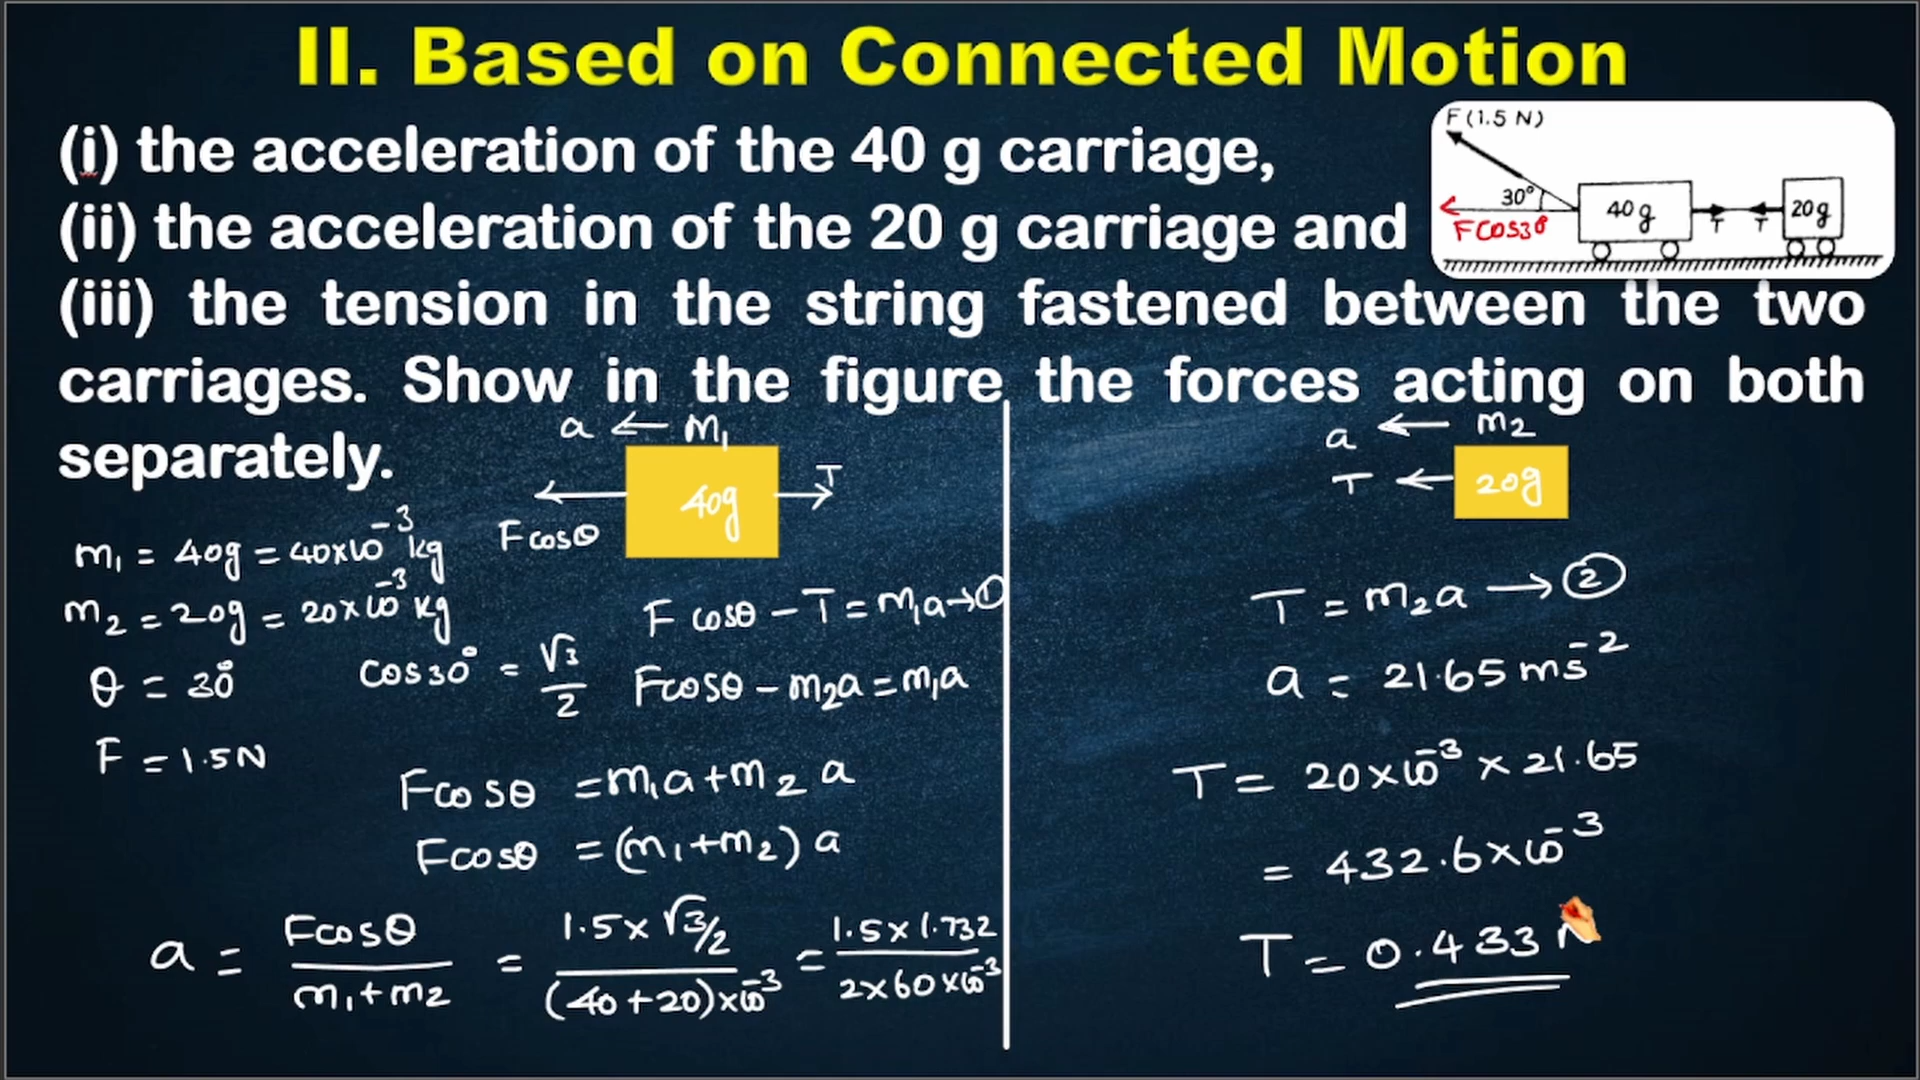 II. Based on Connected Motion
(i) the acceleration of the 40 g carriage,
(ii) the acceleration of the 20 g carriage and
(iii) the tension in the string fastened between the two
carriages. Show in the figure the forces acting on both
separately.
F(1.5 N)
30°
FCOS30°
40g
T
T
20g
a ← m₁
40g
T
Fcosθ
m₁ = 40g = 40×10⁻³ kg
m₂ = 20g = 20×10⁻³ kg
θ = 30°
cos30° = √3/2
F = 1.5N
F cosθ – T = m₁a → ①
Fcosθ – m₂a = m₁a
Fcosθ = m₁a + m₂a
Fcosθ = (m₁+m₂) a
a = Fcosθ/(m₁+m₂) = 1.5×√3/2/(40+20)×10⁻³ = 1.5×1.732/2×60×10⁻³
a ← m₂
T ← 20g
T = m₂a → ②
a = 21.65 ms⁻²
T = 20×10⁻³ × 21.65
= 432.6×10⁻³
T = 0.433 N